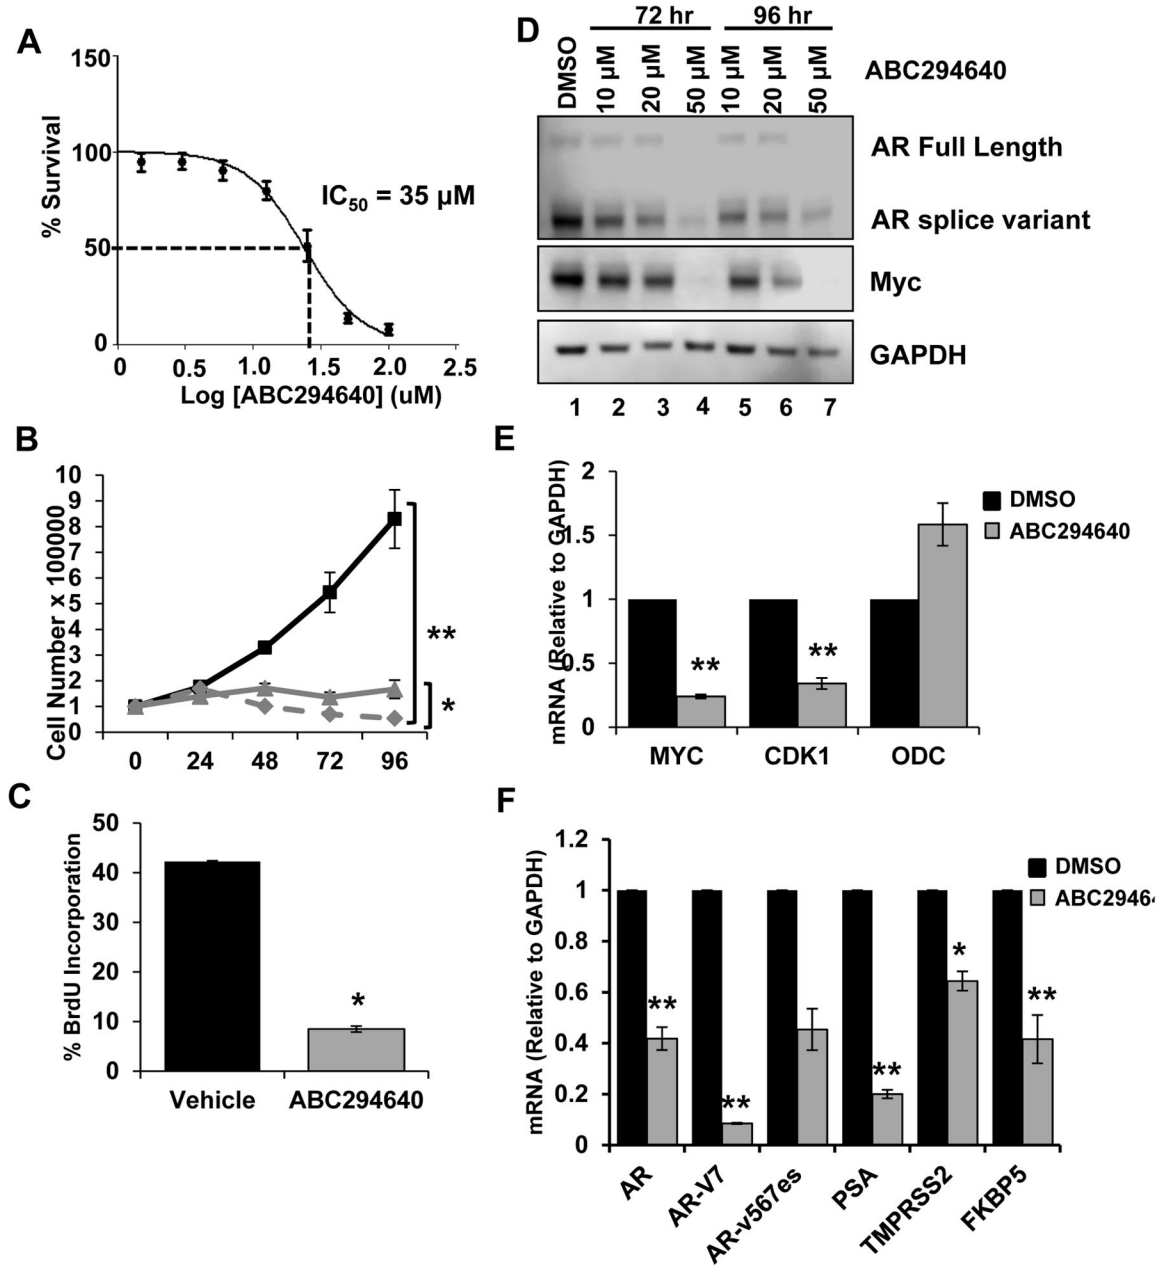 A
150
100
50
0
% Survival
IC50 = 35 µM
0 0.5 1.0 1.5 2.0 2.5
Log [ABC294640] (uM)
B
10
9
8
7
6
5
4
3
2
1
0
Cell Number x 100000
**
*
0 24 48 72 96
C
50
40
30
20
10
0
% BrdU Incorporation
*
Vehicle ABC294640
D
72 hr 96 hr
DMSO 10 µM 20 µM 50 µM 10 µM 20 µM 50 µM
ABC294640
AR Full Length
AR splice variant
Myc
GAPDH
1 2 3 4 5 6 7
E
2
1.5
1
0.5
0
mRNA (Relative to GAPDH)
DMSO
ABC294640
** **
MYC CDK1 ODC
F
1.2
1
0.8
0.6
0.4
0.2
0
mRNA (Relative to GAPDH)
DMSO
ABC29464
** ** ** * **
AR AR-V7 AR-v567es PSA TMPRSS2 FKBP5